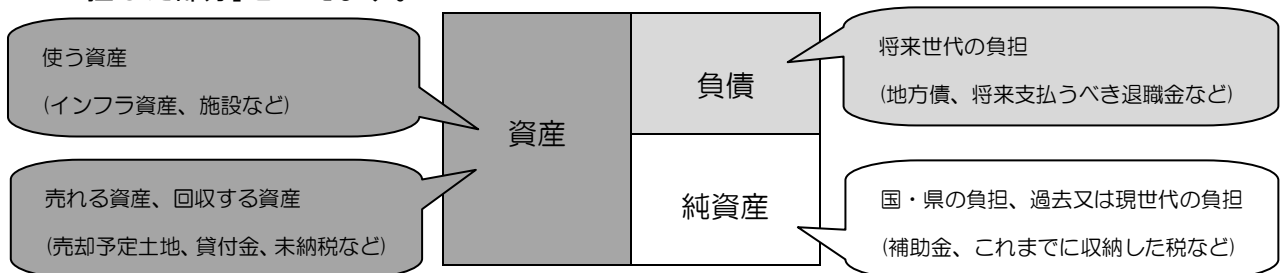 使う資産
(インフラ資産、施設など)
売れる資産、回収する資産
(売却予定土地、貸付金、未納税など)
資産
負債
純資産
将来世代の負担
(地方債、将来支払うべき退職金など)
国・県の負担、過去又は現世代の負担
(補助金、これまでに収納した税など)